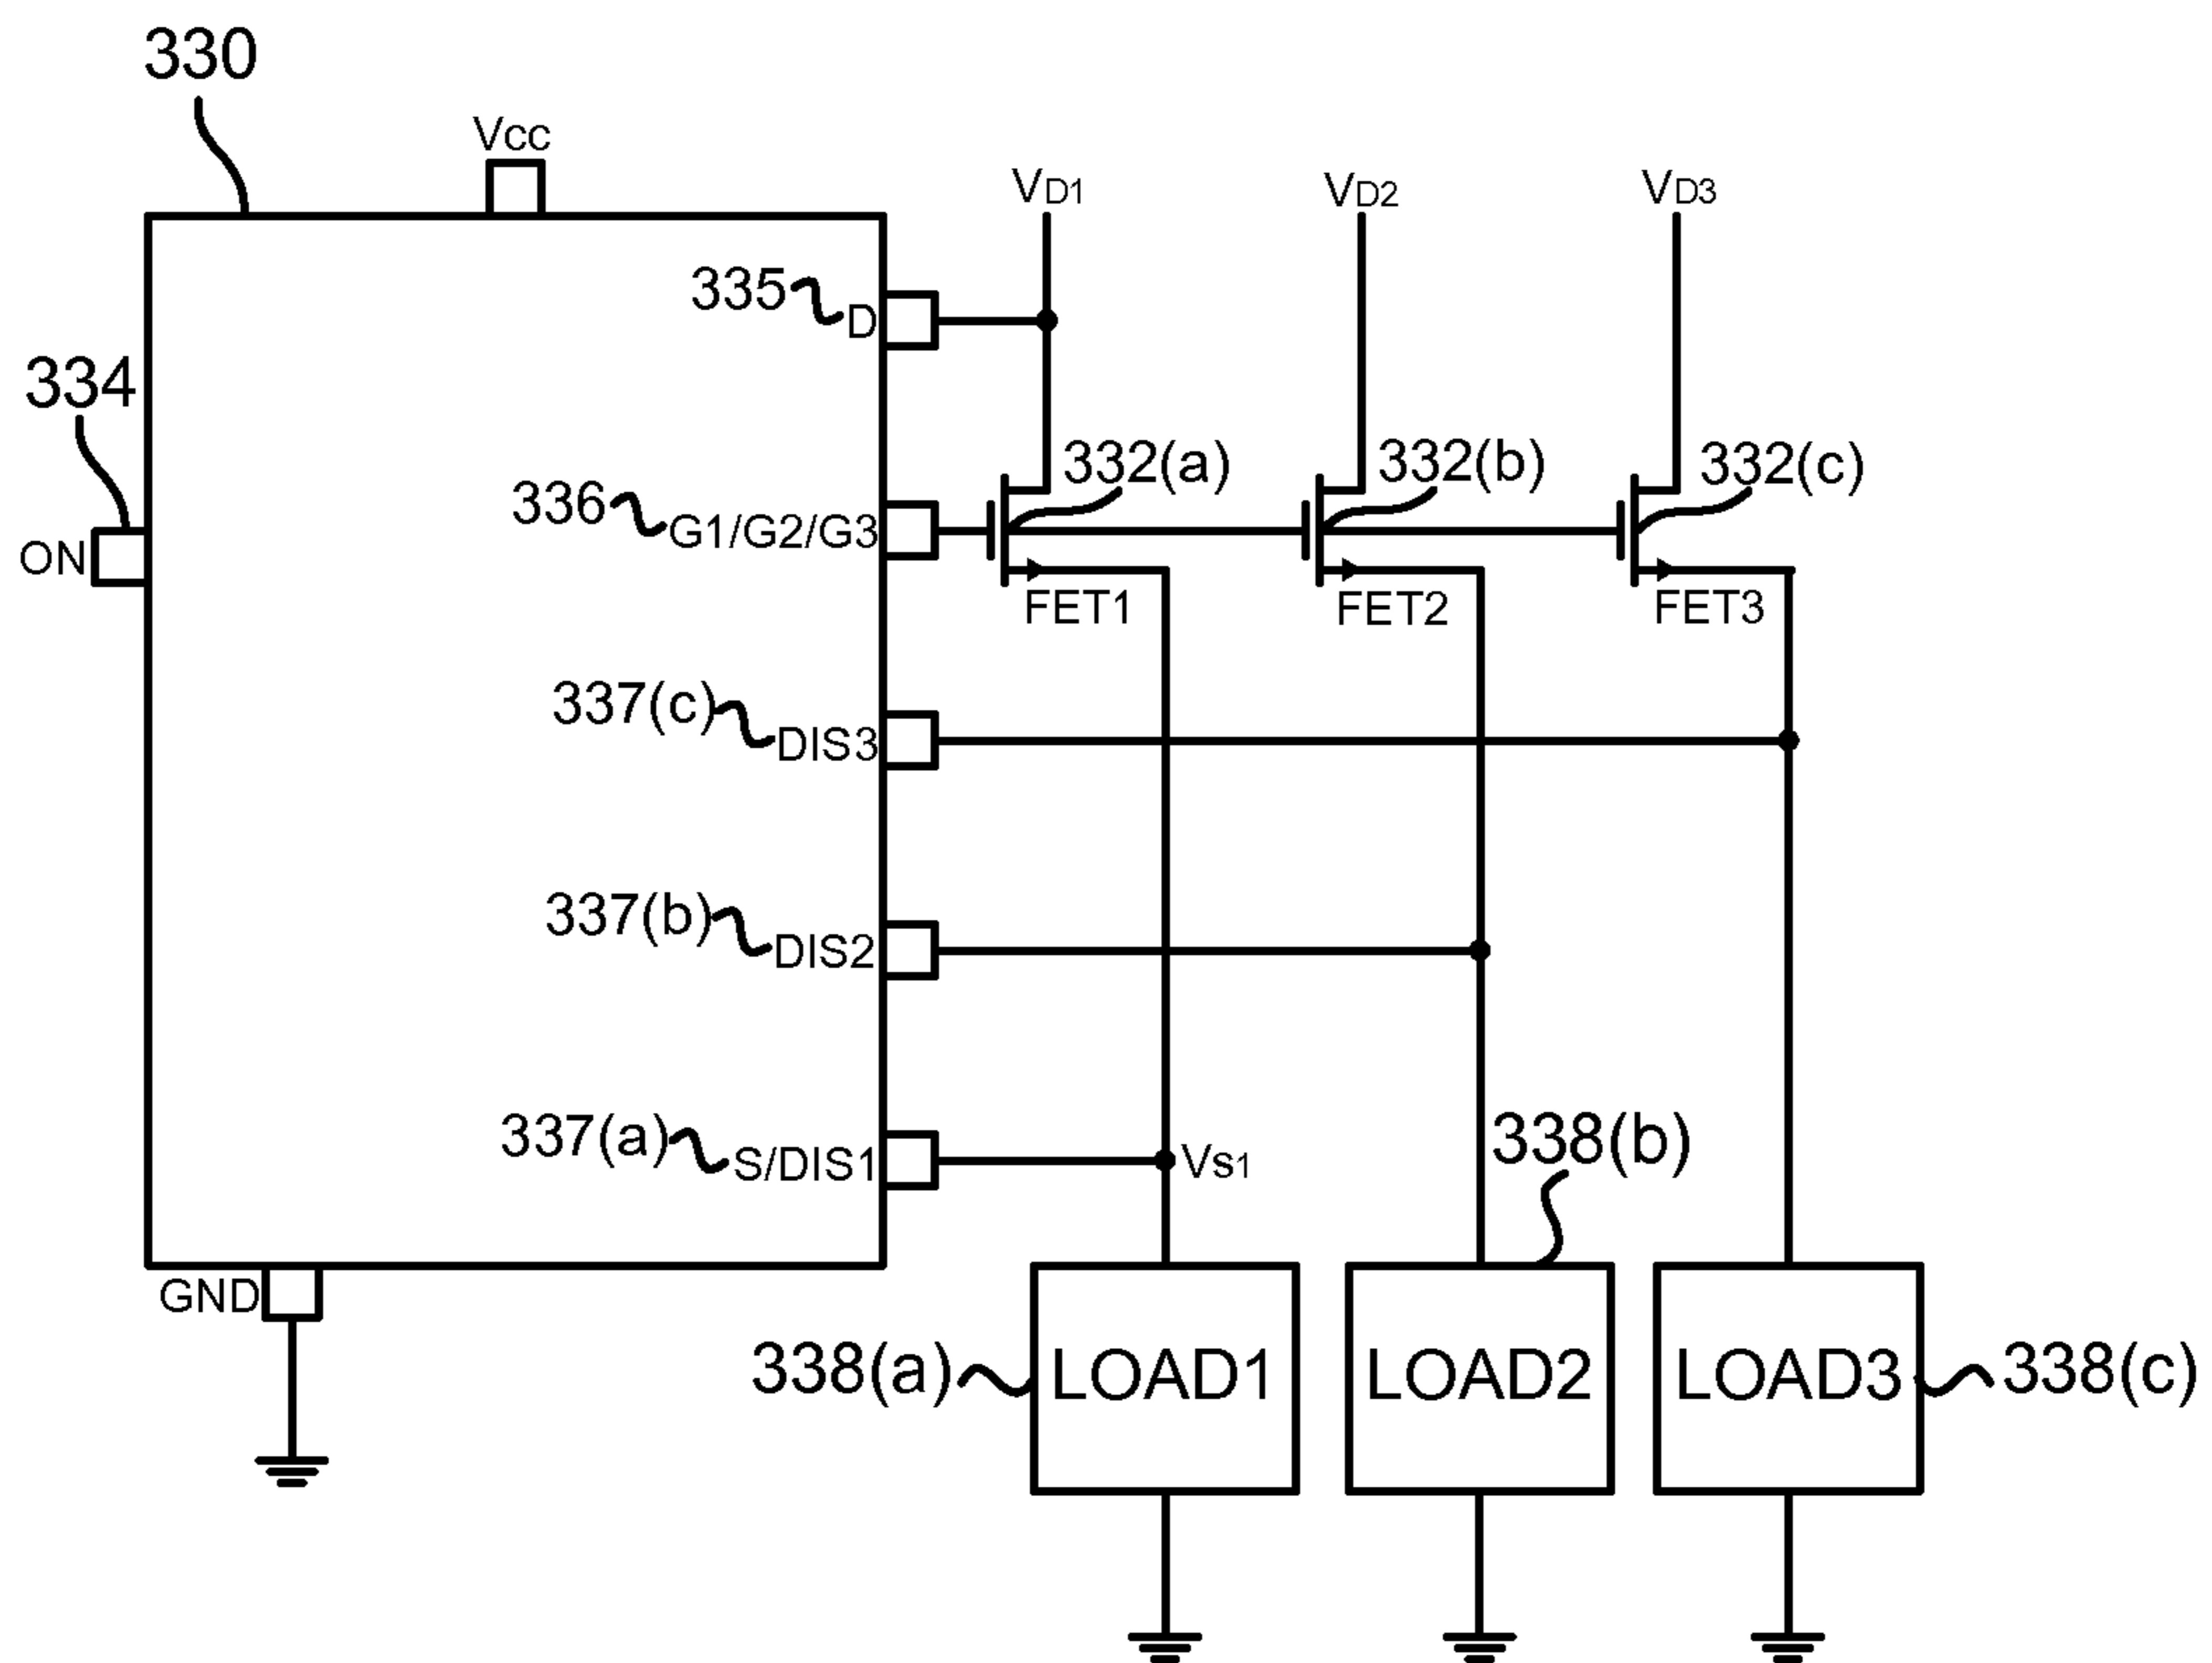 330
Vcc
VD1
VD2
VD3
335
D
334
332(a)
332(b)
332(c)
336
G1/G2/G3
ON
FET1
FET2
FET3
337(c)
DIS3
337(b)
DIS2
337(a)
S/DIS1
Vs1
338(b)
GND
338(a)
LOAD1
LOAD2
LOAD3
338(c)